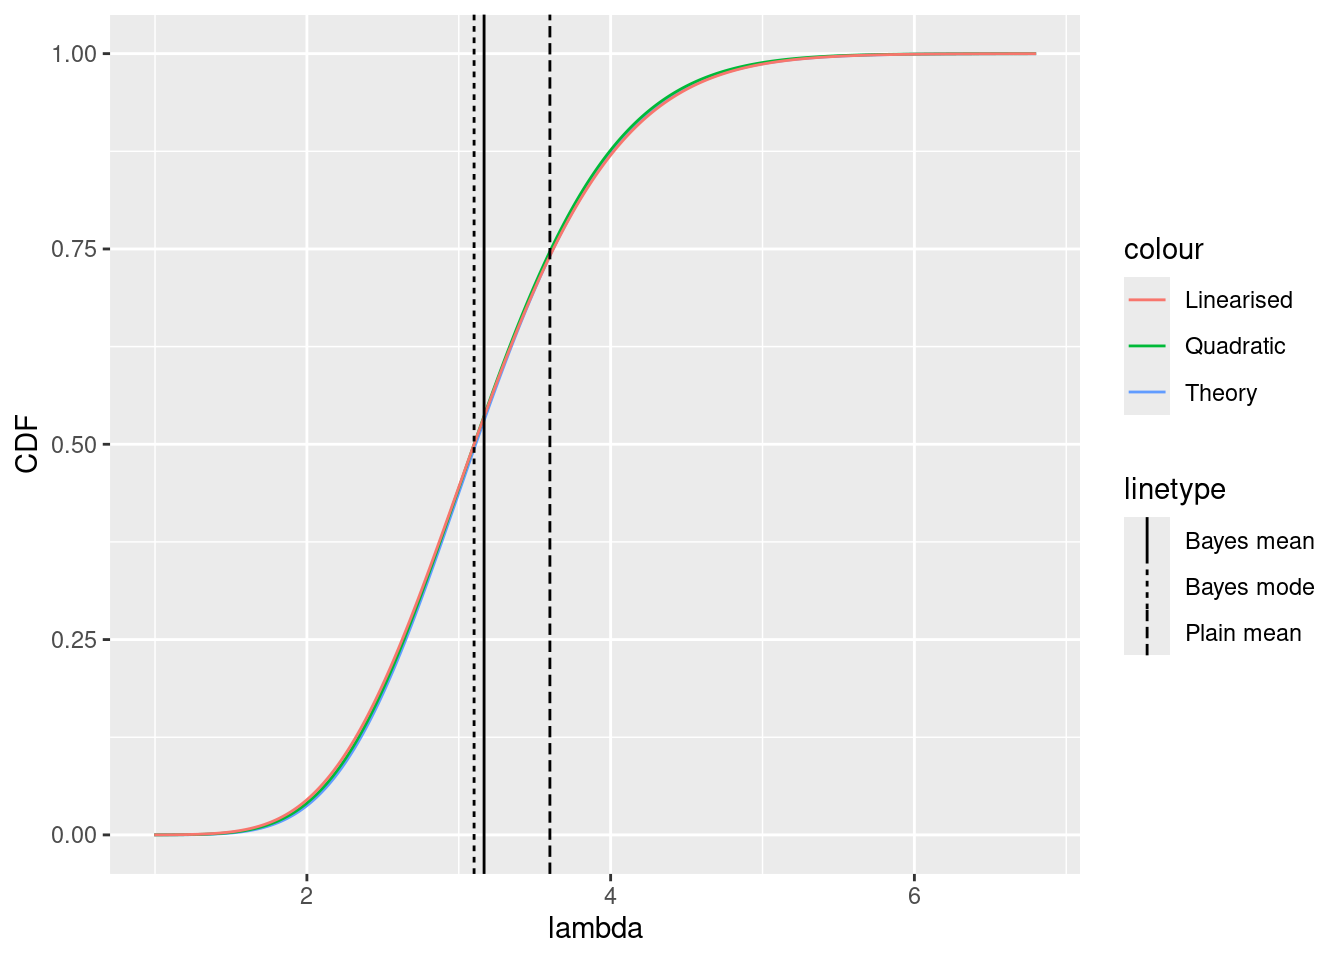 1.00
0.75
0.50
0.25
0.00
CDF
2
4
6
lambda
colour
Linearised
Quadratic
Theory
linetype
Bayes mean
Bayes mode
Plain mean